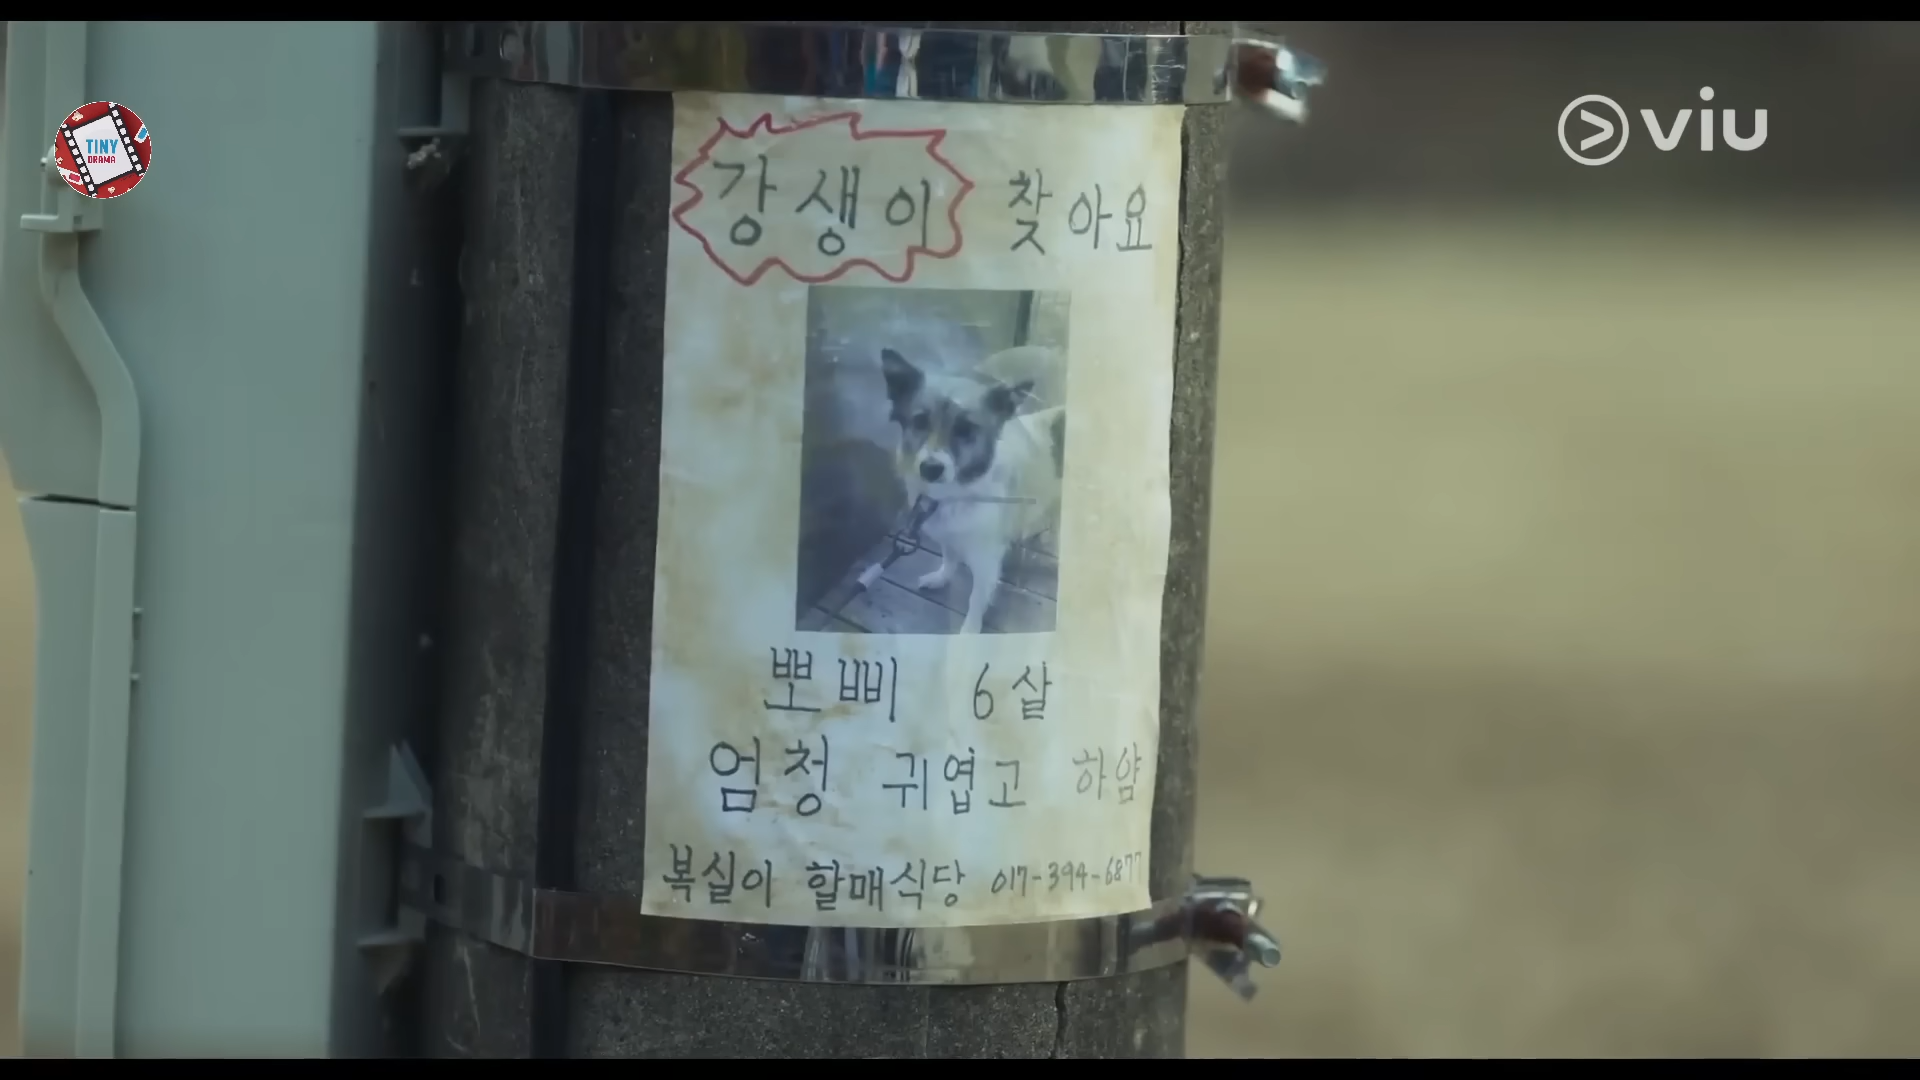 TINY
DRAMA
viu
강생이 찾아요
뽀삐 6살
엄청 귀엽고 하얌
복실이 할매식당 017-394-6877